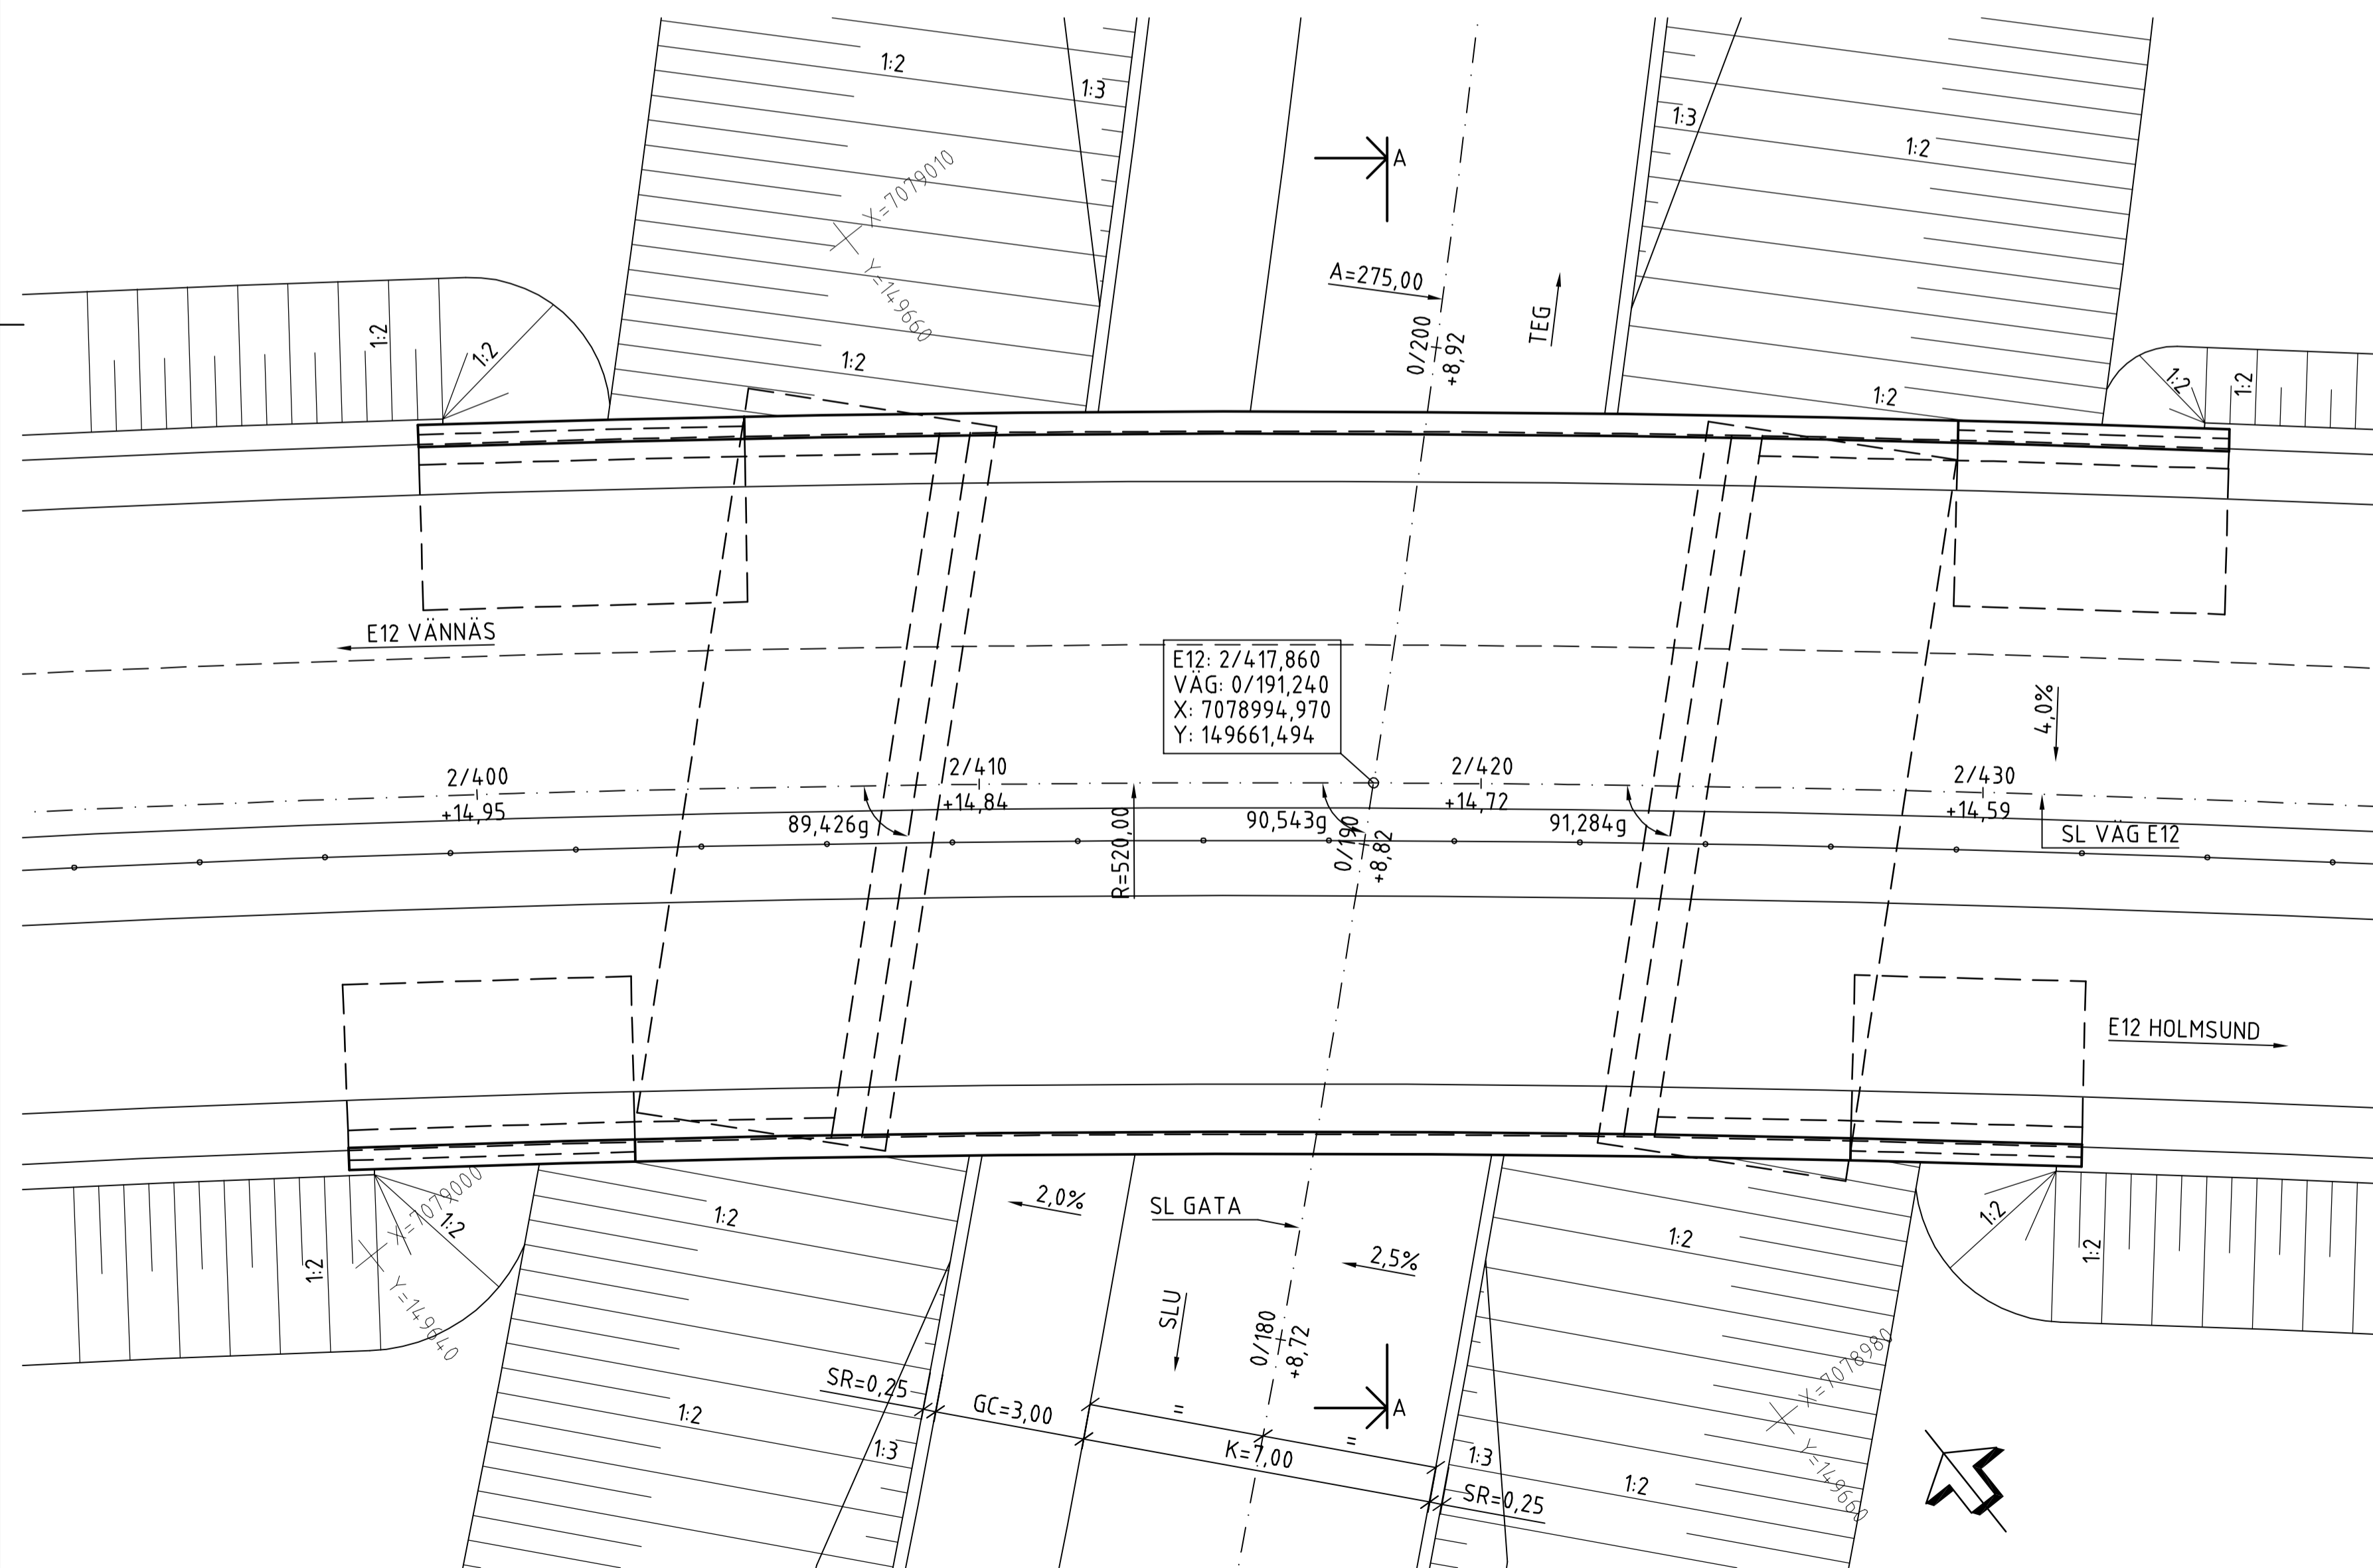 1:2
1:3
1:3
1:2
A
X=7079010
Y=149660
A=275,00
TEG
0/200
+8,92
1:2
1:2
1:2
1:2
1:2
1:2
E12 VÄNNÄS
E12: 2/417,860
VÄG: 0/191,240
X: 7078994,970
Y: 149661,494
4,0%
2/400
+14,95
2/410
+14,84
2/420
+14,72
2/430
+14,59
89,426g
R=520,00
90,543g
0/190
+8,82
91,284g
SL VÄG E12
E12 HOLMSUND
X=7079000
Y=149640
1:2
1:2
1:2
2,0%
SL GATA
2,5%
1:2
1:2
1:2
SLU
0/180
+8,72
X=7078980
Y=149660
SR=0,25
GC=3,00
=
A
1:2
1:3
K=7,00
=
1:3
1:2
SR=0,25